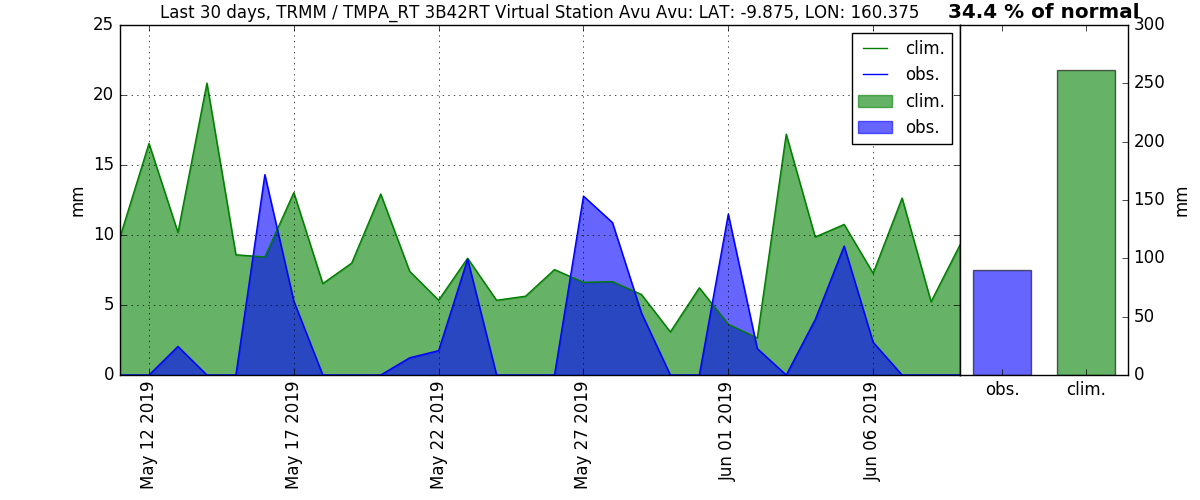 Last 30 days, TRMM / TMPA_RT 3B42RT Virtual Station Avu Avu: LAT: -9.875, LON: 160.375
34.4 % of normal
25
20
15
10
5
0
mm
clim.
obs.
clim.
obs.
300
250
200
150
100
50
0
mm
May 12 2019
May 17 2019
May 22 2019
May 27 2019
Jun 01 2019
Jun 06 2019
obs.
clim.